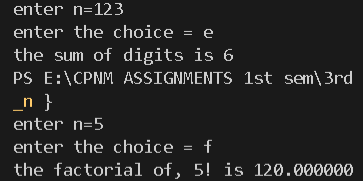 enter n=123
enter the choice = e
the sum of digits is 6
PS E:\CPNM ASSIGNMENTS 1st sem\3rd
_n }
enter n=5
enter the choice = f
the factorial of, 5! is 120.000000